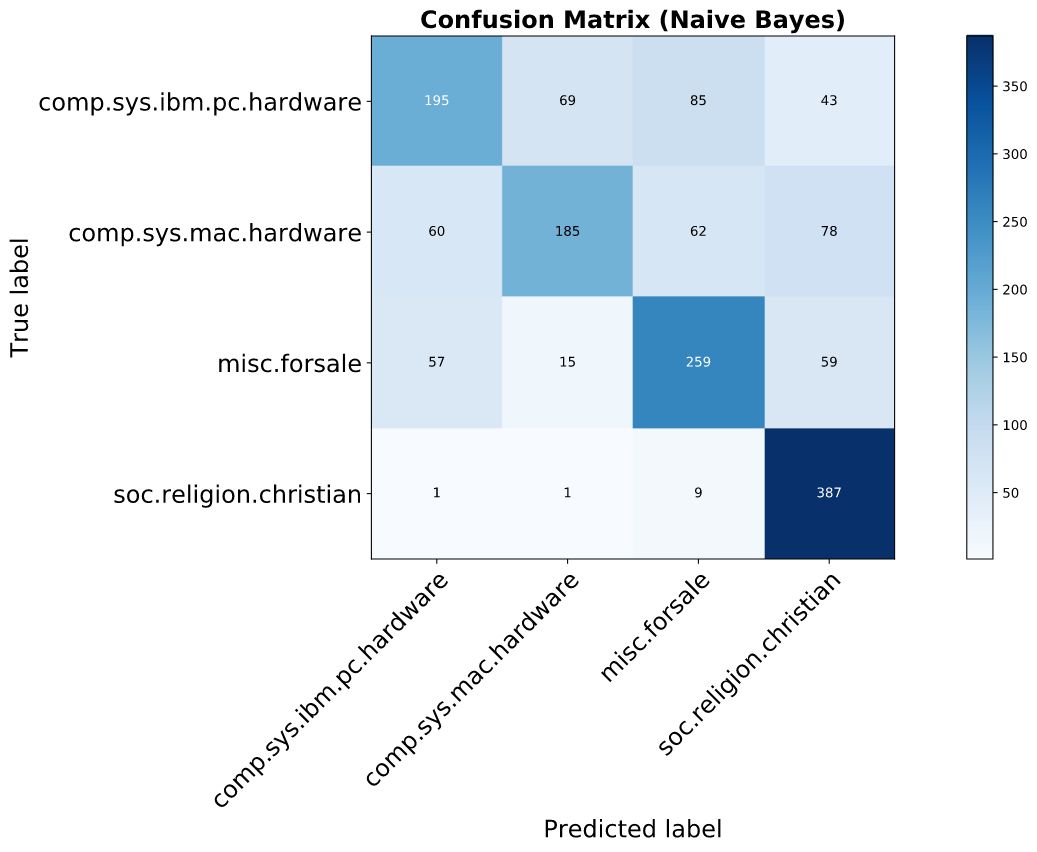 Confusion Matrix (Naive Bayes)
True label
comp.sys.ibm.pc.hardware 195 69 85 43
comp.sys.mac.hardware 60 185 62 78
misc.forsale 57 15 259 59
soc.religion.christian 1 1 9 387
comp.sys.ibm.pc.hardware
comp.sys.mac.hardware
misc.forsale
soc.religion.christian
Predicted label
350
300
250
200
150
100
50